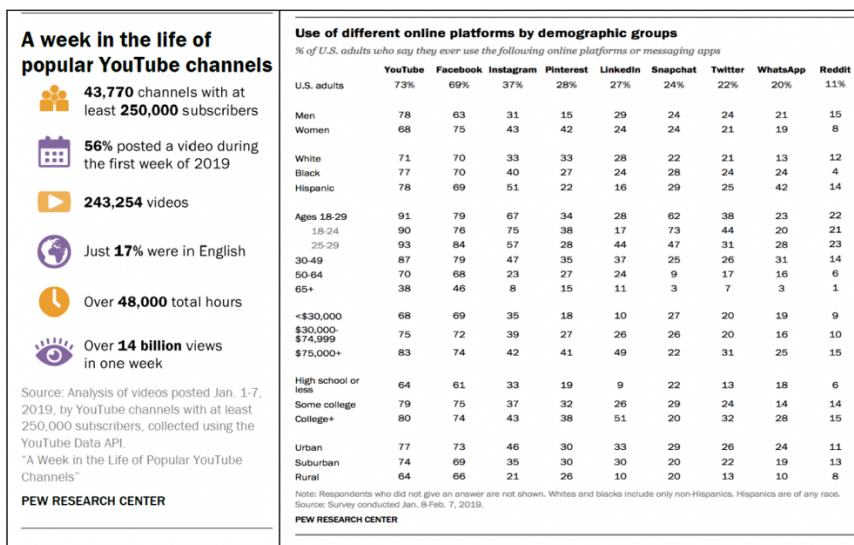 A week in the life of
popular YouTube channels
43,770 channels with at
least 250,000 subscribers
56% posted a video during
the first week of 2019
243,254 videos
Just 17% were in English
Over 48,000 total hours
Over 14 billion views
in one week
Source: Analysis of videos posted Jan. 1-7,
2019, by YouTube channels with at least
250,000 subscribers, collected using the
YouTube Data API.
"A Week in the Life of Popular YouTube
Channels"
PEW RESEARCH CENTER
Use of different online platforms by demographic groups
% of U.S. adults who say they ever use the following online platforms or messaging apps
YouTube Facebook Instagram Pinterest LinkedIn Snapchat Twitter WhatsApp Reddit
U.S. adults 73% 69% 37% 28% 27% 24% 22% 20% 11%
Men 78 63 31 15 29 24 24 21 15
Women 68 75 43 42 24 24 21 19 8
White 71 70 33 33 28 22 21 13 12
Black 77 70 40 27 24 28 24 24 4
Hispanic 78 69 51 22 16 29 25 42 14
Ages 18-29 91 79 67 34 28 62 38 23 22
18-24 90 76 75 38 17 73 44 20 21
25-29 93 84 57 28 44 47 31 28 23
30-49 87 79 47 35 37 25 26 31 14
50-64 70 68 23 27 24 9 17 16 6
65+ 38 46 8 15 11 3 7 3 1
<$30,000 68 69 35 18 10 27 20 19 9
$30,000-
$74,999 75 72 39 27 26 26 20 16 10
$75,000+ 83 74 42 41 49 22 31 25 15
High school or
less 64 61 33 19 9 22 13 18 6
Some college 79 75 37 32 26 29 24 14 14
College+ 80 74 43 38 51 20 32 28 15
Urban 77 73 46 30 33 29 26 24 11
Suburban 74 69 35 30 30 20 22 19 13
Rural 64 66 21 26 10 20 13 10 8
Note: Respondents who did not give an answer are not shown. Whites and blacks include only non-Hispanics. Hispanics are of any race.
Source: Survey conducted Jan. 8-Feb. 7, 2019.
PEW RESEARCH CENTER